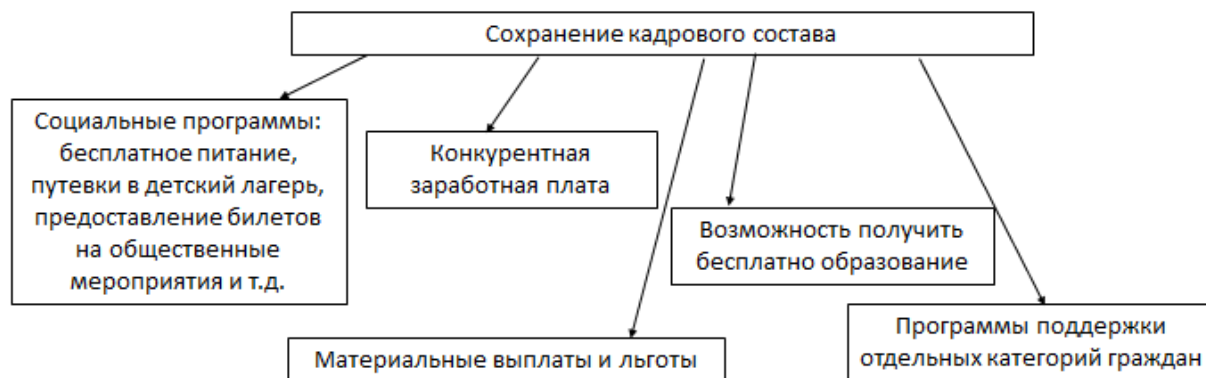 Сохранение кадрового состава
Социальные программы:
бесплатное питание,
путевки в детский лагерь,
предоставление билетов
на общественные
мероприятия и т.д.
Конкурентная
заработная плата
Возможность получить
бесплатно образование
Материальные выплаты и льготы
Программы поддержки
отдельных категорий граждан